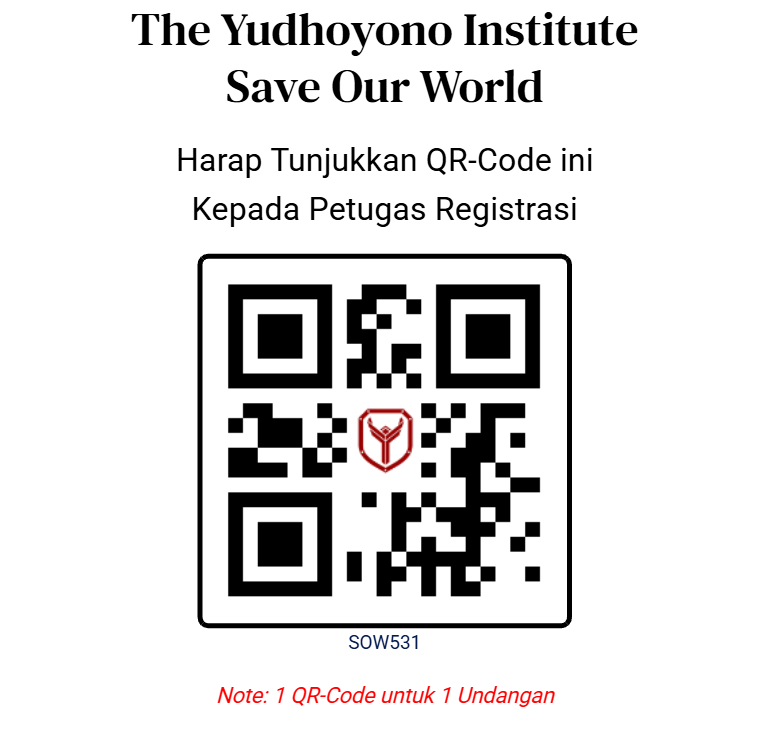 The Yudhoyono Institute
Save Our World
Harap Tunjukkan QR-Code ini
Kepada Petugas Registrasi
SOW531
Note: 1 QR-Code untuk 1 Undangan